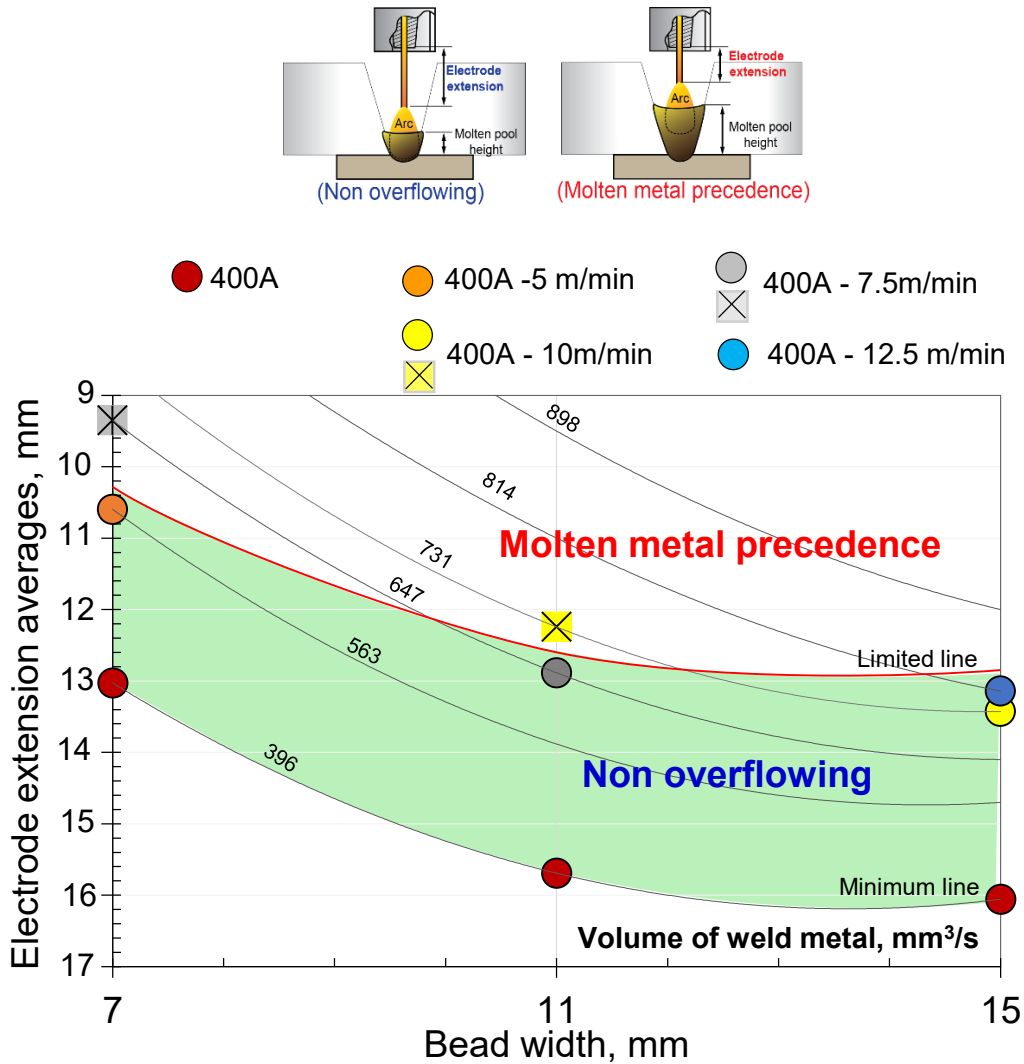 Electrode
extension
Arc
Molten pool
height
(Non overflowing)
Electrode
extension
Arc
Molten pool
height
(Molten metal precedence)
400A
400A -5 m/min
400A - 7.5m/min
400A - 10m/min
400A - 12.5 m/min
Electrode extension averages, mm
9
10
11
12
13
14
15
16
17
898
814
731
647
563
396
Molten metal precedence
Limited line
Non overflowing
Minimum line
Volume of weld metal, mm³/s
7
11
15
Bead width, mm